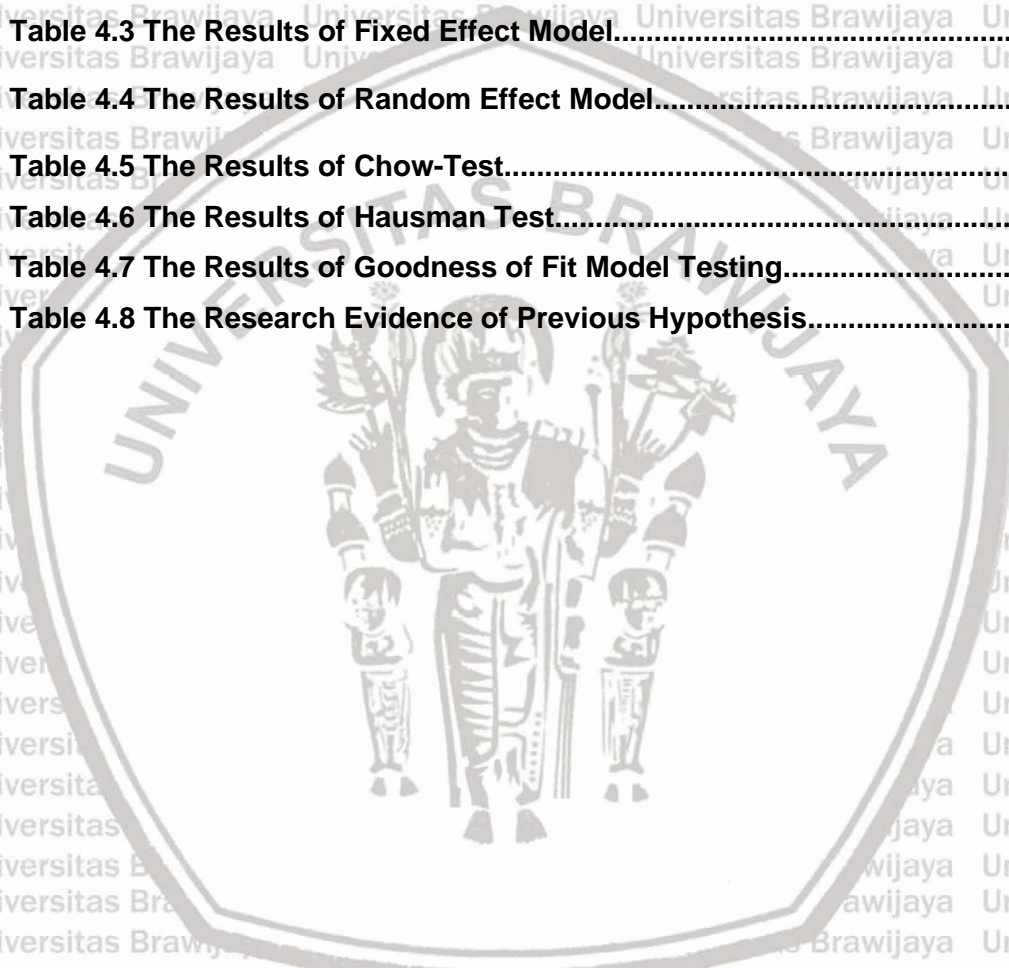 Table 4.3 The Results of Fixed Effect Model..................................................
Table 4.4 The Results of Random Effect Model.............................................
Table 4.5 The Results of Chow-Test................................................................
Table 4.6 The Results of Hausman Test..........................................................
Table 4.7 The Results of Goodness of Fit Model Testing.............................
Table 4.8 The Research Evidence of Previous Hypothesis..........................
UNIVERSITAS BRAWIJAYA